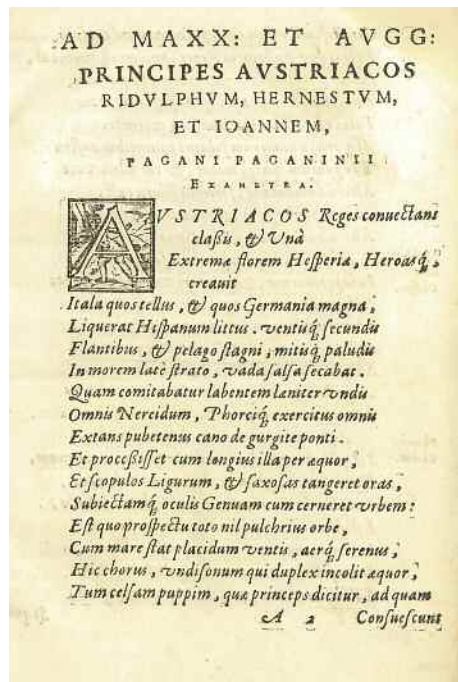 AD MAXX: ET AVGG:
PRINCIPES AVSTRIACOS
RIDVLPHVM, HERNESTVM,
ET IOANNEM,
PAGANI PAGANINII
EXAMETRA.
AVSTRIACOS Reges conuectant
claßis, & Vnà
Extremæ florem Hesperiæ, Heroasq́;
creauit
Itala quos tellus, & quos Germania magna;
Liquerat Hespanum littus. ventisq́; secundis
Flantibus, & pelago stagni, mitisq́; paludis
In morem latè strato, vada salsa secabat.
Quam comitabatur labentem laniter vndis
Omnis Nereidum, Phorciq́; exercitus omnis
Extans pubetenus cano de gurgite ponti.
Et proceßisset cum longius illa per æquor,
Et scopulos Ligurum, & saxosas tangeret oras,
Subiectamq́; oculis Genuam cum cerneret vrbem:
Est quo prospectu toto nil pulchrius orbe,
Cum mare stat placidum ventis, aerq́; serenus;
Hic chorus, vndisonum qui duplex incolit æquor,
Tum celsam puppim, quæ princeps dicitur, ad quam
A 2 Consuescunt